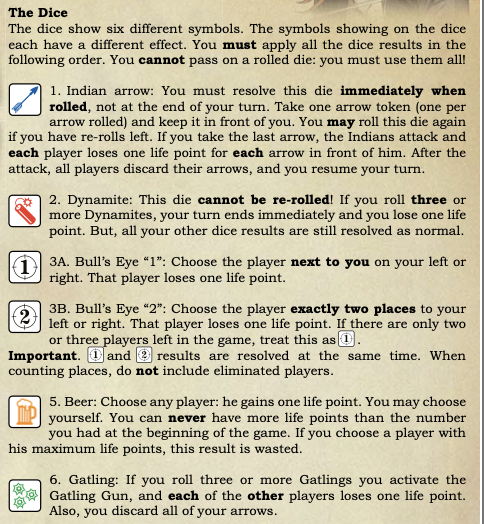 The Dice
The dice show six different symbols. The symbols showing on the dice
each have a different effect. You must apply all the dice results in the
following order. You cannot pass on a rolled die: you must use them all!
1. Indian arrow: You must resolve this die immediately when
rolled, not at the end of your turn. Take one arrow token (one per
arrow rolled) and keep it in front of you. You may roll this die again
if you have re-rolls left. If you take the last arrow, the Indians attack and
each player loses one life point for each arrow in front of him. After the
attack, all players discard their arrows, and you resume your turn.
2. Dynamite: This die cannot be re-rolled! If you roll three or
more Dynamites, your turn ends immediately and you lose one life
point. But, all your other dice results are still resolved as normal.
1
3A. Bull's Eye “1”: Choose the player next to you on your left or
right. That player loses one life point.
2
3B. Bull's Eye “2”: Choose the player exactly two places to your
left or right. That player loses one life point. If there are only two
or three players left in the game, treat this as 1 .
Important. 1 and 2 results are resolved at the same time. When
counting places, do not include eliminated players.
5. Beer: Choose any player: he gains one life point. You may choose
yourself. You can never have more life points than the number
you had at the beginning of the game. If you choose a player with
his maximum life points, this result is wasted.
6. Gatling: If you roll three or more Gatlings you activate the
Gatling Gun, and each of the other players loses one life point.
Also, you discard all of your arrows.